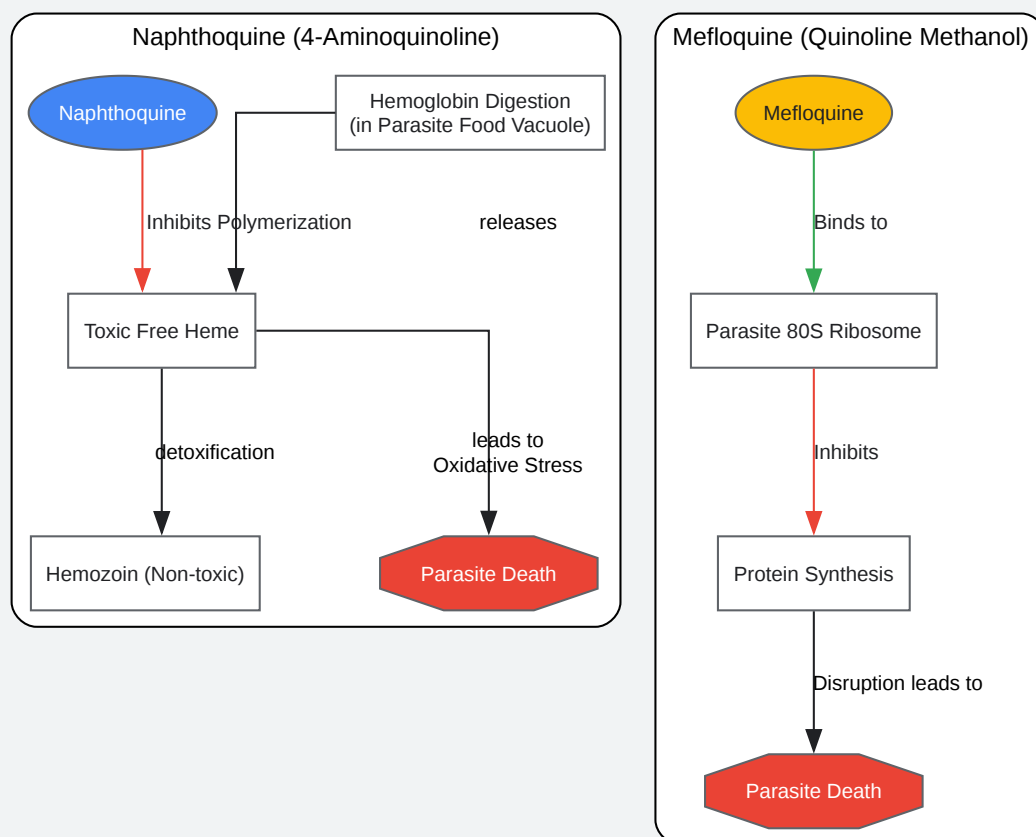 Naphthoquine (4-Aminoquinoline)
Naphthoquine
Hemoglobin Digestion
(in Parasite Food Vacuole)
Inhibits Polymerization
releases
Toxic Free Heme
detoxification
leads to
Oxidative Stress
Hemozoin (Non-toxic)
Parasite Death
Mefloquine (Quinoline Methanol)
Mefloquine
Binds to
Parasite 80S Ribosome
Inhibits
Protein Synthesis
Disruption leads to
Parasite Death